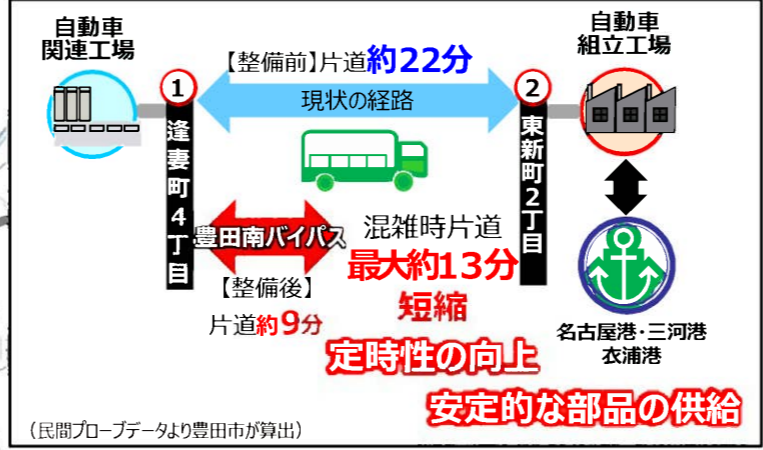 自動車
関連工場
【整備前】片道約22分
自動車
組立工場
1
現状の経路
2
逢妻町4丁目
東新町2丁目
豊田南バイパス
混雑時片道
最大約13分
短縮
【整備後】
片道約9分
名古屋港・三河港
衣浦港
定時性の向上
安定的な部品の供給
（民間プローブデータより豊田市が算出）